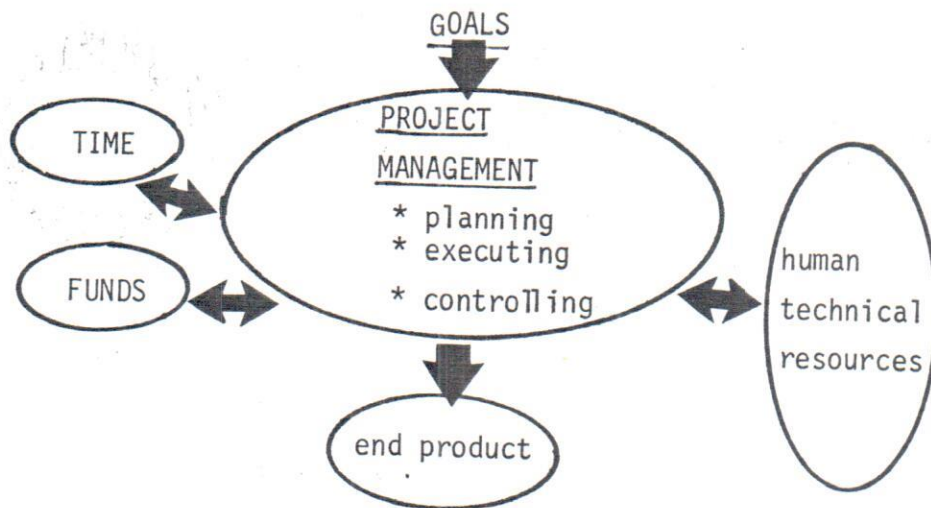 GOALS
PROJECT
MANAGEMENT
* planning
* executing
* controlling
TIME
FUNDS
human
technical
resources
end product